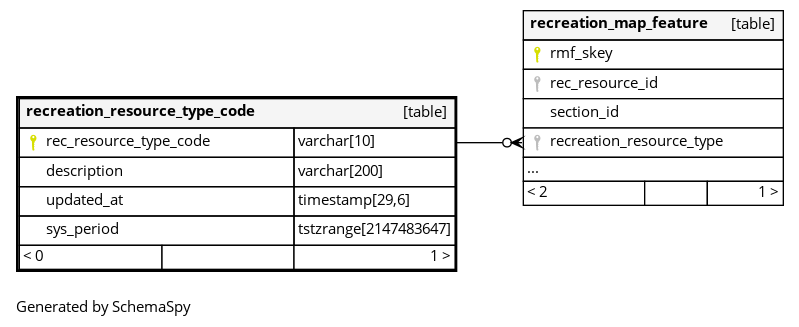 recreation_map_feature [table]
rmf_skey
rec_resource_id
section_id
recreation_resource_type
...
< 2 1 >
recreation_resource_type_code [table]
rec_resource_type_code varchar[10]
description varchar[200]
updated_at timestamp[29,6]
sys_period tstzrange[2147483647]
< 0 1 >
Generated by SchemaSpy